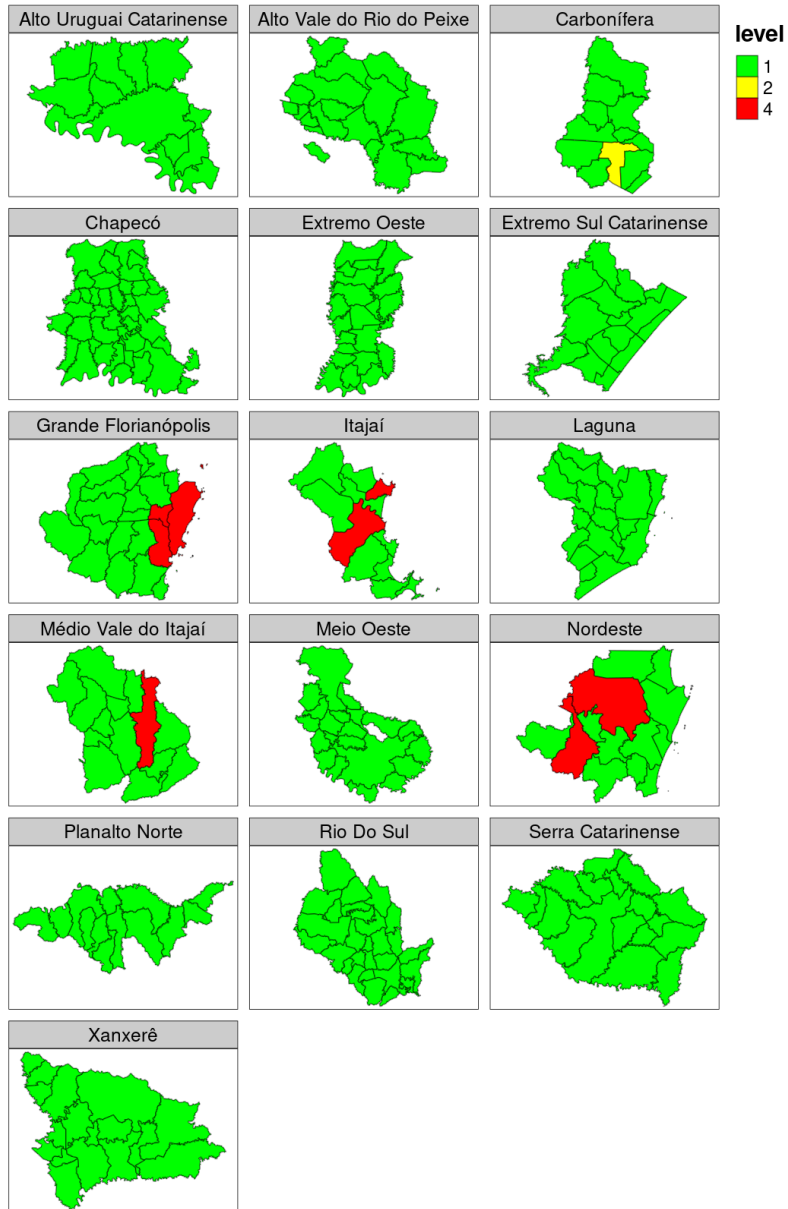 Alto Uruguai Catarinense
Alto Vale do Rio do Peixe
Carbonífera
level
1
2
4
Chapecó
Extremo Oeste
Extremo Sul Catarinense
Grande Florianópolis
Itajaí
Laguna
Médio Vale do Itajaí
Meio Oeste
Nordeste
Planalto Norte
Rio Do Sul
Serra Catarinense
Xanxerê